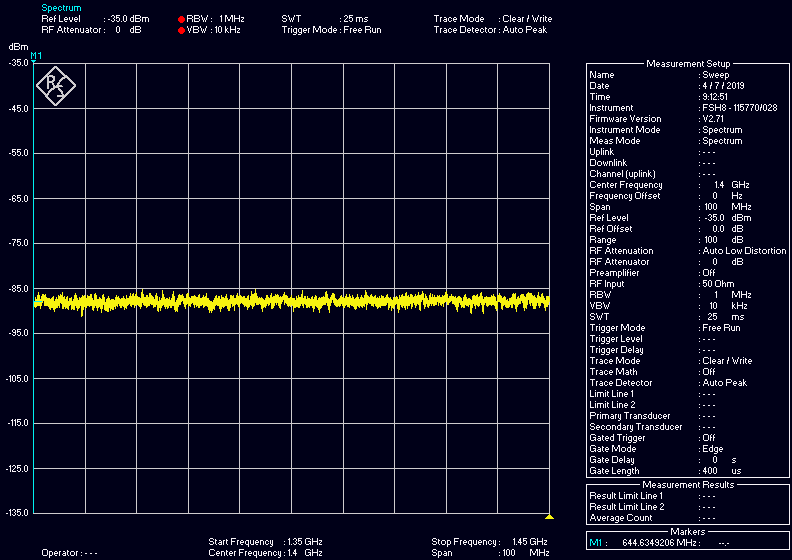 Spectrum
Ref Level : -35.0 dBm RBW : 1 MHz SWT : 25 ms Trace Mode : Clear / Write
RF Attenuator : 0 dB VBW : 10 kHz Trigger Mode : Free Run Trace Detector : Auto Peak
dBm
M1
-35.0
-45.0
-55.0
-65.0
-75.0
-85.0
-95.0
-105.0
-115.0
-125.0
-135.0
R S
Start Frequency : 1.35 GHz Stop Frequency : 1.45 GHz
Operator : - - - Center Frequency : 1.4 GHz Span : 100 MHz
Measurement Setup
Name : Sweep
Date : 4 / 7 / 2019
Time : 9:12:51
Instrument : FSH8 - 115770/028
Firmware Version : V2.71
Instrument Mode : Spectrum
Meas Mode : Spectrum
Uplink : - - -
Downlink : - - -
Channel (uplink) : - - -
Center Frequency : 1.4 GHz
Frequency Offset : 0 Hz
Span : 100 MHz
Ref Level : -35.0 dBm
Ref Offset : 0.0 dB
Range : 100 dB
RF Attenuation : Auto Low Distortion
RF Attenuator : 0 dB
Preamplifier : Off
RF Input : 50 Ohm
RBW : 1 MHz
VBW : 10 kHz
SWT : 25 ms
Trigger Mode : Free Run
Trigger Level : - - -
Trigger Delay : - - -
Trace Mode : Clear / Write
Trace Math : Off
Trace Detector : Auto Peak
Limit Line 1 : - - -
Limit Line 2 : - - -
Primary Transducer : - - -
Secondary Transducer : - - -
Gated Trigger : Off
Gate Mode : Edge
Gate Delay : 0 s
Gate Length : 400 us
Measurement Results
Result Limit Line 1 : - - -
Result Limit Line 2 : - - -
Average Count : - - -
Markers
M1 : 644.6349206 MHz : --.-